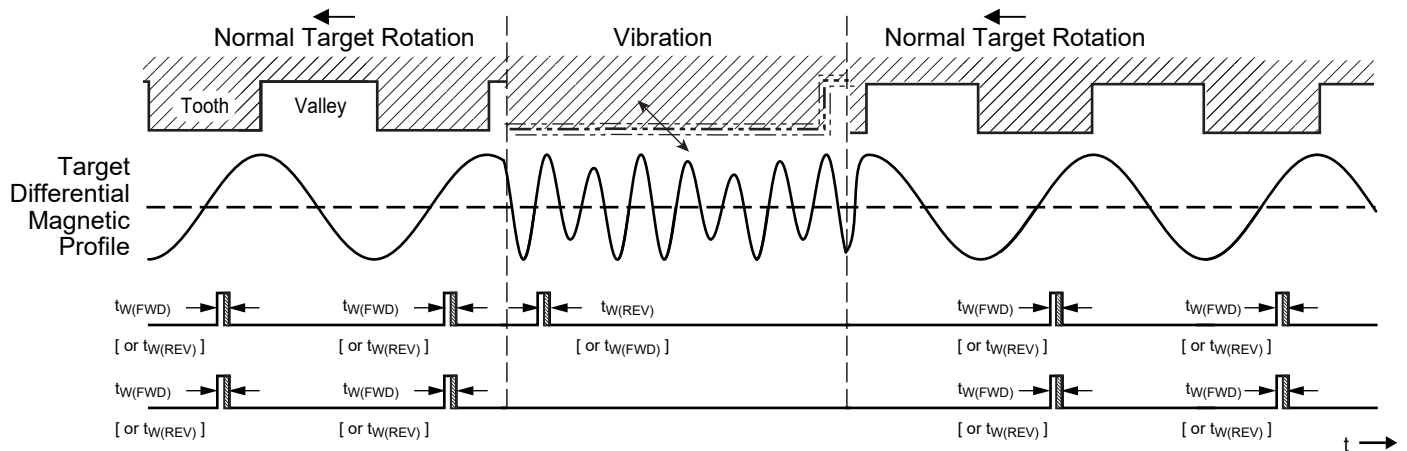 Normal Target Rotation
Vibration
Normal Target Rotation
Tooth
Valley
Target
Differential
Magnetic
Profile
tW(FWD) tW(FWD) tW(REV) tW(FWD) tW(FWD)
[ or tW(REV) ] [ or tW(REV) ] [ or tW(FWD) ] [ or tW(REV) ] [ or tW(REV) ]
tW(FWD) tW(FWD) tW(FWD) tW(FWD)
[ or tW(REV) ] [ or tW(REV) ] [ or tW(REV) ] [ or tW(REV) ]
t